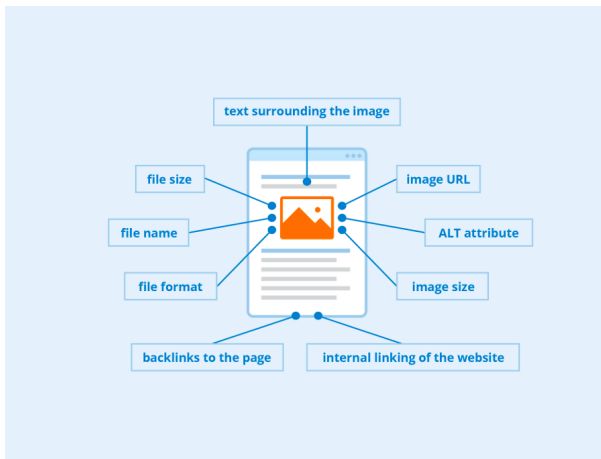 text surrounding the image
file size
image URL
file name
ALT attribute
file format
image size
backlinks to the page
internal linking of the website